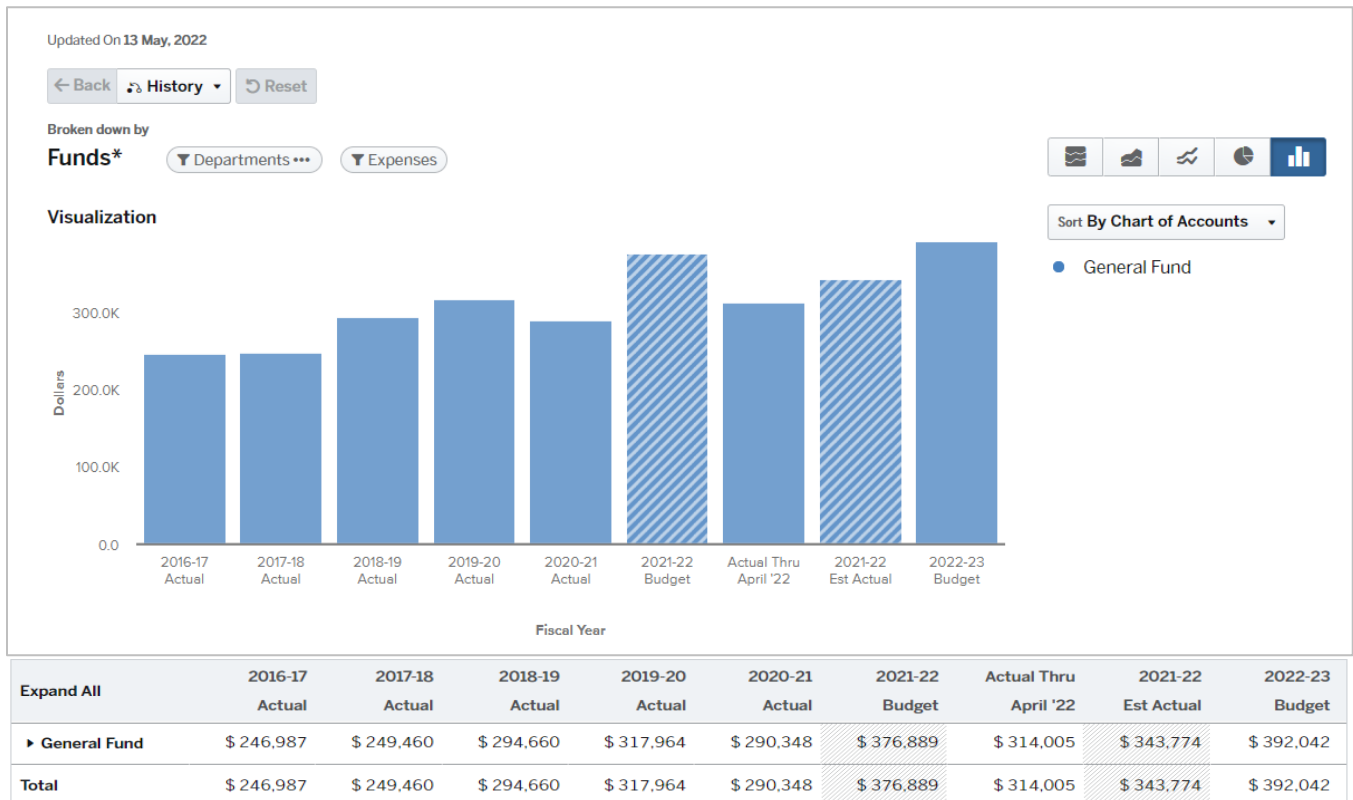 Updated On 13 May, 2022
← Back History ▾ Reset
Broken down by
Funds* Departments ••• Expenses
Visualization
Sort By Chart of Accounts ▾
General Fund
300.0K
200.0K
100.0K
0.0
Dollars
2016-17 2017-18 2018-19 2019-20 2020-21 2021-22 Actual Thru 2021-22 2022-23
Actual Actual Actual Actual Actual Budget April '22 Est Actual Budget
Fiscal Year
Expand All
2016-17 2017-18 2018-19 2019-20 2020-21 2021-22 Actual Thru 2021-22 2022-23
Actual Actual Actual Actual Actual Budget April '22 Est Actual Budget
▸ General Fund $ 246,987 $ 249,460 $ 294,660 $ 317,964 $ 290,348 $ 376,889 $ 314,005 $ 343,774 $ 392,042
Total $ 246,987 $ 249,460 $ 294,660 $ 317,964 $ 290,348 $ 376,889 $ 314,005 $ 343,774 $ 392,042